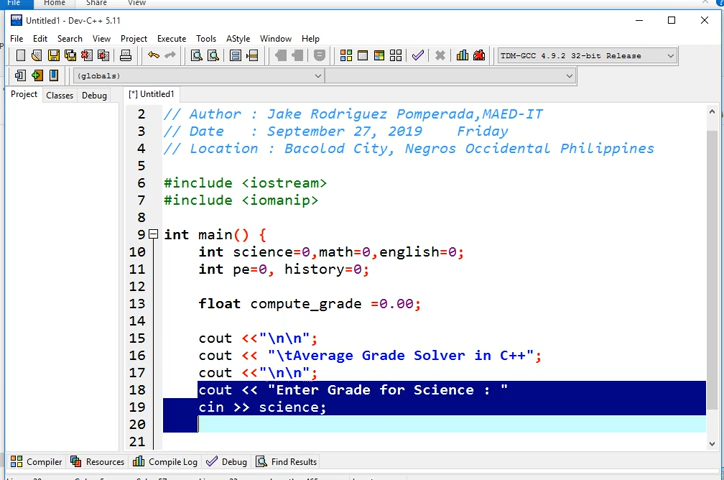 File Home Share View
Untitled1 - Dev-C++ 5.11
File Edit Search View Project Execute Tools AStyle Window Help
TDM-GCC 4.9.2 32-bit Release
(globals)
Project Classes Debug [*] Untitled1
2 // Author : Jake Rodriguez Pomperada,MAED-IT
3 // Date : September 27, 2019 Friday
4 // Location : Bacolod City, Negros Occidental Philippines
5
6 #include <iostream>
7 #include <iomanip>
8
9 int main() {
10 int science=0,math=0,english=0;
11 int pe=0, history=0;
12
13 float compute_grade =0.00;
14
15 cout <<"\n\n";
16 cout << "\tAverage Grade Solver in C++";
17 cout <<"\n\n";
18 cout << "Enter Grade for Science : "
19 cin >> science;
20
21
Compiler Resources Compile Log Debug Find Results